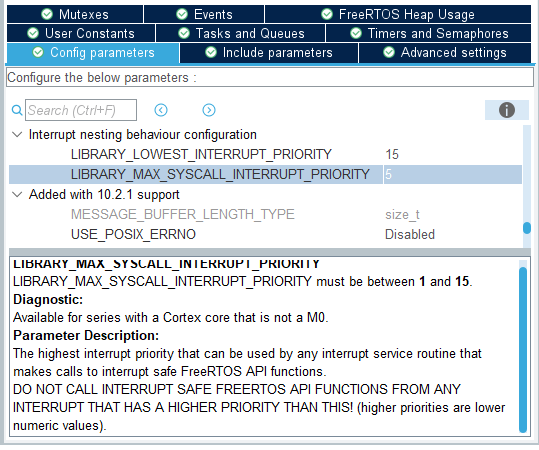 Mutexes
Events
FreeRTOS Heap Usage
User Constants
Tasks and Queues
Timers and Semaphores
Config parameters
Include parameters
Advanced settings
Configure the below parameters :
Search (Ctrl+F)
Interrupt nesting behaviour configuration
LIBRARY_LOWEST_INTERRUPT_PRIORITY 15
LIBRARY_MAX_SYSCALL_INTERRUPT_PRIORITY 5
Added with 10.2.1 support
MESSAGE_BUFFER_LENGTH_TYPE size_t
USE_POSIX_ERRNO Disabled
LIBRARY_MAX_SYSCALL_INTERRUPT_PRIORITY
LIBRARY_MAX_SYSCALL_INTERRUPT_PRIORITY must be between 1 and 15.
Diagnostic:
Available for series with a Cortex core that is not a M0.
Parameter Description:
The highest interrupt priority that can be used by any interrupt service routine that
makes calls to interrupt safe FreeRTOS API functions.
DO NOT CALL INTERRUPT SAFE FREERTOS API FUNCTIONS FROM ANY
INTERRUPT THAT HAS A HIGHER PRIORITY THAN THIS! (higher priorities are lower
numeric values).